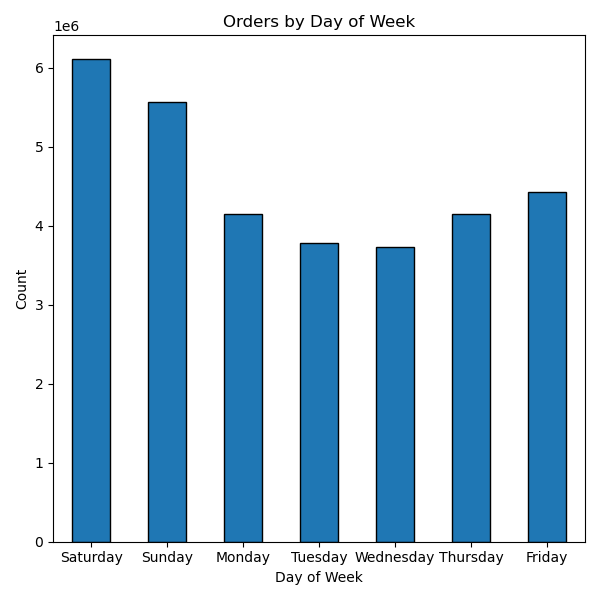 Orders by Day of Week
1e6
6
5
4
3
2
1
0
Count
Saturday Sunday Monday Tuesday Wednesday Thursday Friday
Day of Week